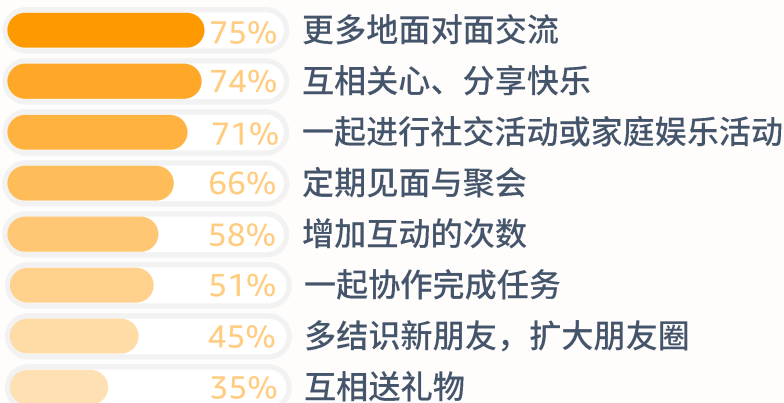 75% 更多地面对面交流
74% 互相关心、分享快乐
71% 一起进行社交活动或家庭娱乐活动
66% 定期见面与聚会
58% 增加互动的次数
51% 一起协作完成任务
45% 多结识新朋友，扩大朋友圈
35% 互相送礼物